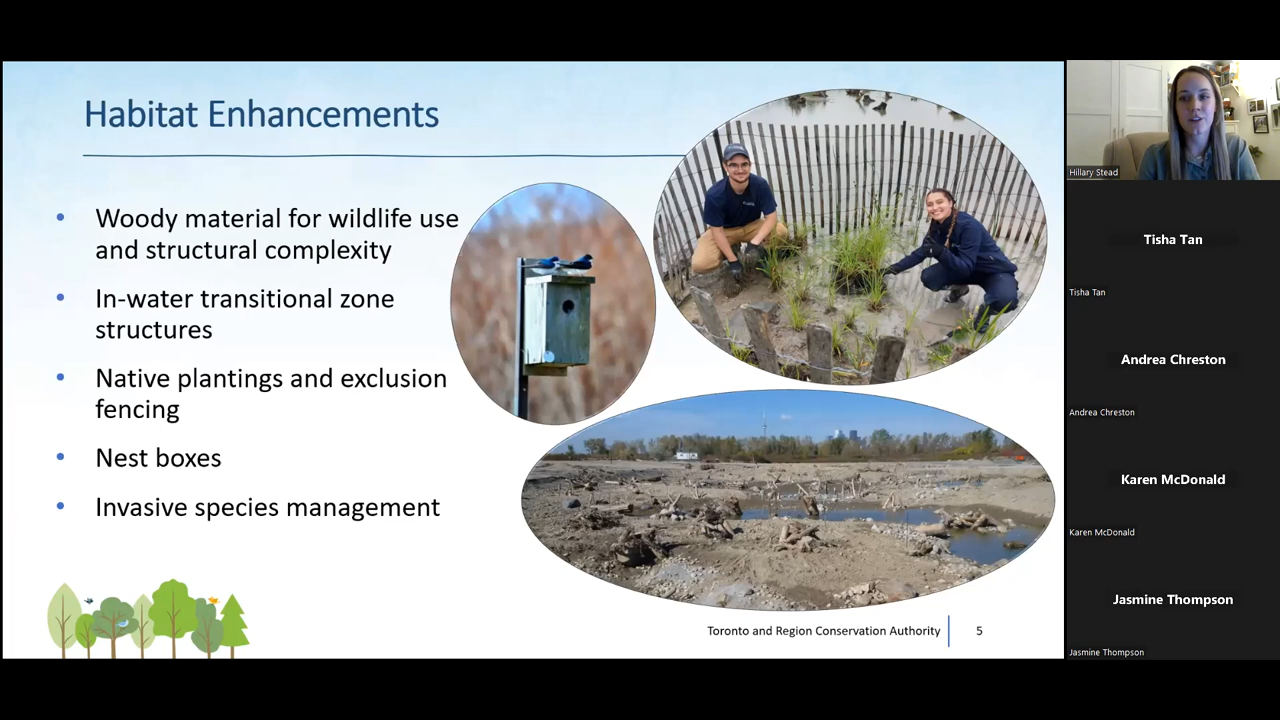 Habitat Enhancements
• Woody material for wildlife use
and structural complexity
• In-water transitional zone
structures
• Native plantings and exclusion
fencing
• Nest boxes
• Invasive species management
Toronto and Region Conservation Authority
5
Hillary Stead
Tisha Tan
Tisha Tan
Andrea Chreston
Andrea Chreston
Karen McDonald
Karen McDonald
Jasmine Thompson
Jasmine Thompson